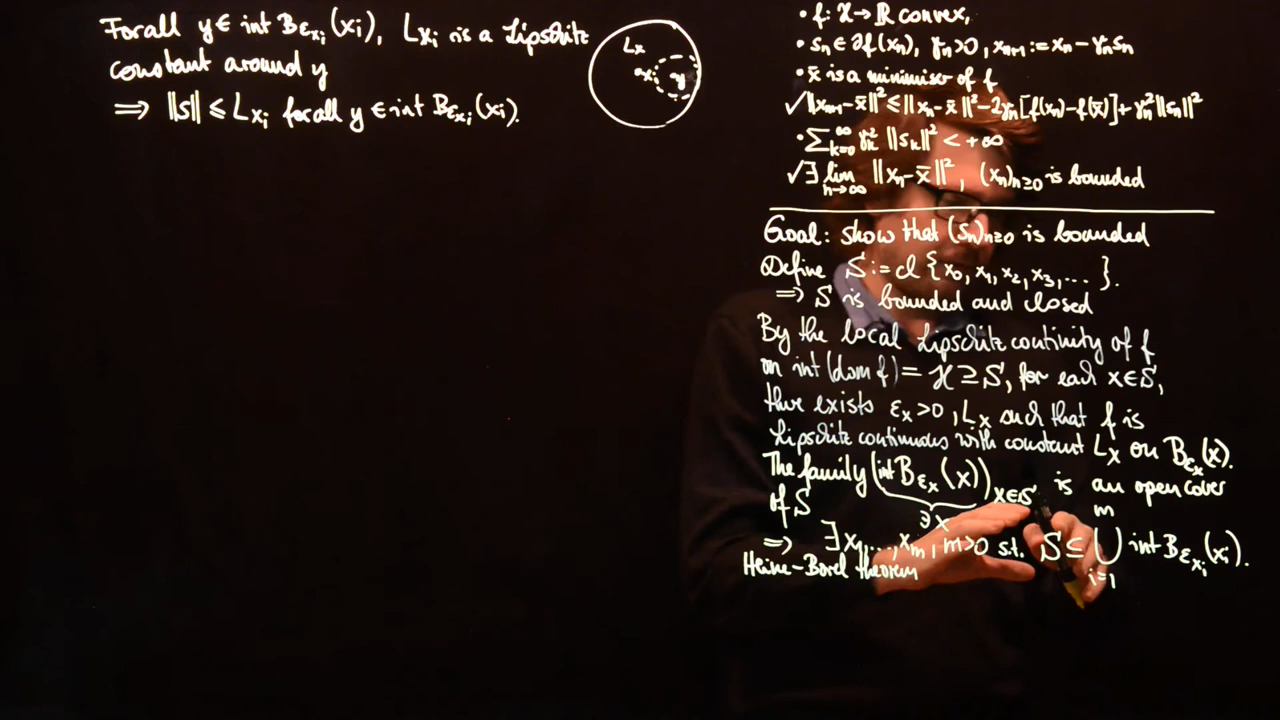 For all y ∈ int B_{ε_{x_i}}(x_i), L_{x_i} is a Lipschitz
constant around y
⟹ ‖s‖ ≤ L_{x_i} for all y ∈ int B_{ε_{x_i}}(x_i).
L_x
x
y
• f: X → ℝ convex,
• s_n ∈ ∂f(x_n), γ_n > 0, x_{n+1} := x_n − γ_n s_n
• x̄ is a minimiser of f
✓ ‖x_{n+1} − x̄‖² ≤ ‖x_n − x̄‖² − 2γ_n [f(x_n) − f(x̄)] + γ_n² ‖s_n‖²
• ∑_{k=0}^∞ γ_k² ‖s_k‖² < +∞
✓ ∃ lim_{n→∞} ‖x_n − x̄‖², (x_n)_{n≥0} is bounded
Goal: show that (s_n)_{n≥0} is bounded
Define S := cl {x_0, x_1, x_2, x_3, ... }.
⟹ S is bounded and closed
By the local Lipschitz continuity of f
on int (dom f) = X ⊇ S, for each x ∈ S,
there exists ε_x > 0, L_x such that f is
Lipschitz continuous with constant L_x on B_{ε_x}(x).
The family (int B_{ε_x}(x))_{x∈S} is an open cover
of S
∋ x
⟹ ∃ x_1, ..., x_m, m > 0 s.t. S ⊆ ⋃_{i=1}^m int B_{ε_{x_i}}(x_i).
Heine-Borel theorem